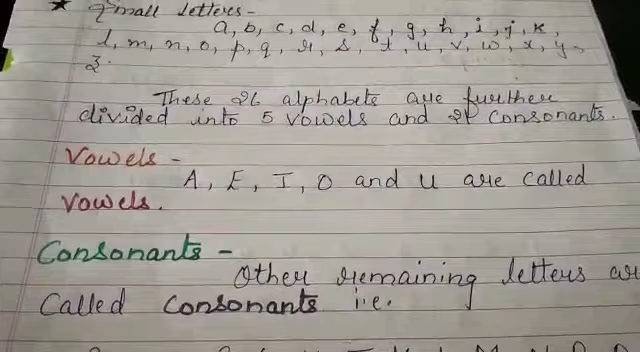 ★ Small letters -
a, b, c, d, e, f, g, h, i, j, k,
l, m, n, o, p, q, r, s, t, u, v, w, x, y,
z.
These 26 alphabets are further
divided into 5 vowels and 21 consonants.
Vowels -
A, E, I, O and U are called
Vowels.
Consonants -
Other remaining letters are
Called Consonants i.e.